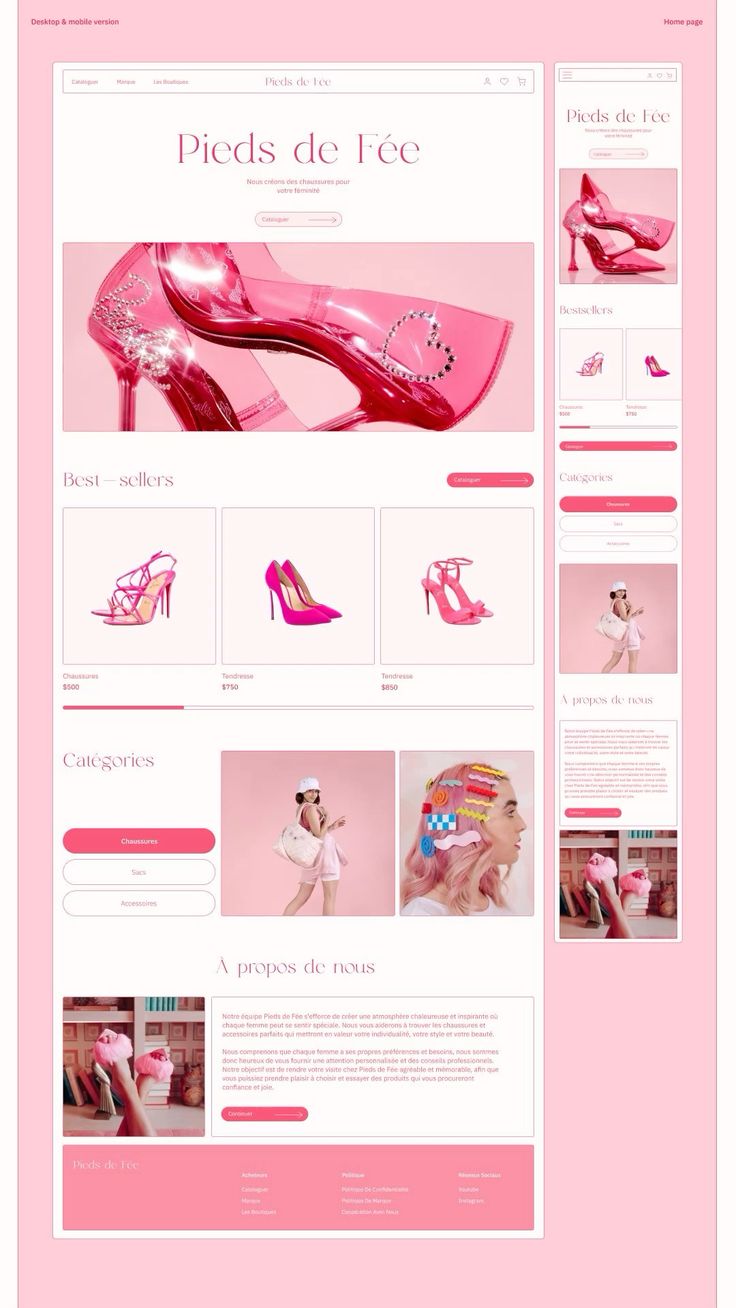 Desktop & mobile version
Home page
Cataloguer
Marque
Les Boutiques
Pieds de Fée
Pieds de Fée
Nous créons des chaussures pour
votre féminité
Cataloguer
Best – sellers
Cataloguer
Chaussures
$500
Tendresse
$750
Tendresse
$850
Catégories
Chaussures
Sacs
Accessoires
À propos de nous
Notre équipe Pieds de Fée s'efforce de créer une atmosphère chaleureuse et inspirante où
chaque femme peut se sentir spéciale. Nous vous aiderons à trouver les chaussures et
accessoires parfaits qui mettront en valeur votre individualité, votre style et votre beauté.
Nous comprenons que chaque femme a ses propres préférences et besoins, nous sommes
donc heureux de vous fournir une attention personnalisée et des conseils professionnels.
Notre objectif est de rendre votre visite chez Pieds de Fée agréable et mémorable, afin que
vous puissiez prendre plaisir à choisir et essayer des produits qui vous procureront
confiance et joie.
Continuer
Pieds de Fée
Acheteurs
Cataloguer
Marque
Les Boutiques
Politique
Politique De Confidentialité
Politique De Marque
Coopération Avec Nous
Réseaux Sociaux
Youtube
Instagram
Pieds de Fée
Nous créons des chaussures pour
votre féminité
Cataloguer
Bestsellers
Chaussures
$500
Tendresse
$750
Cataloguer
Catégories
Chaussures
Sacs
Accessoires
À propos de nous
Continuer